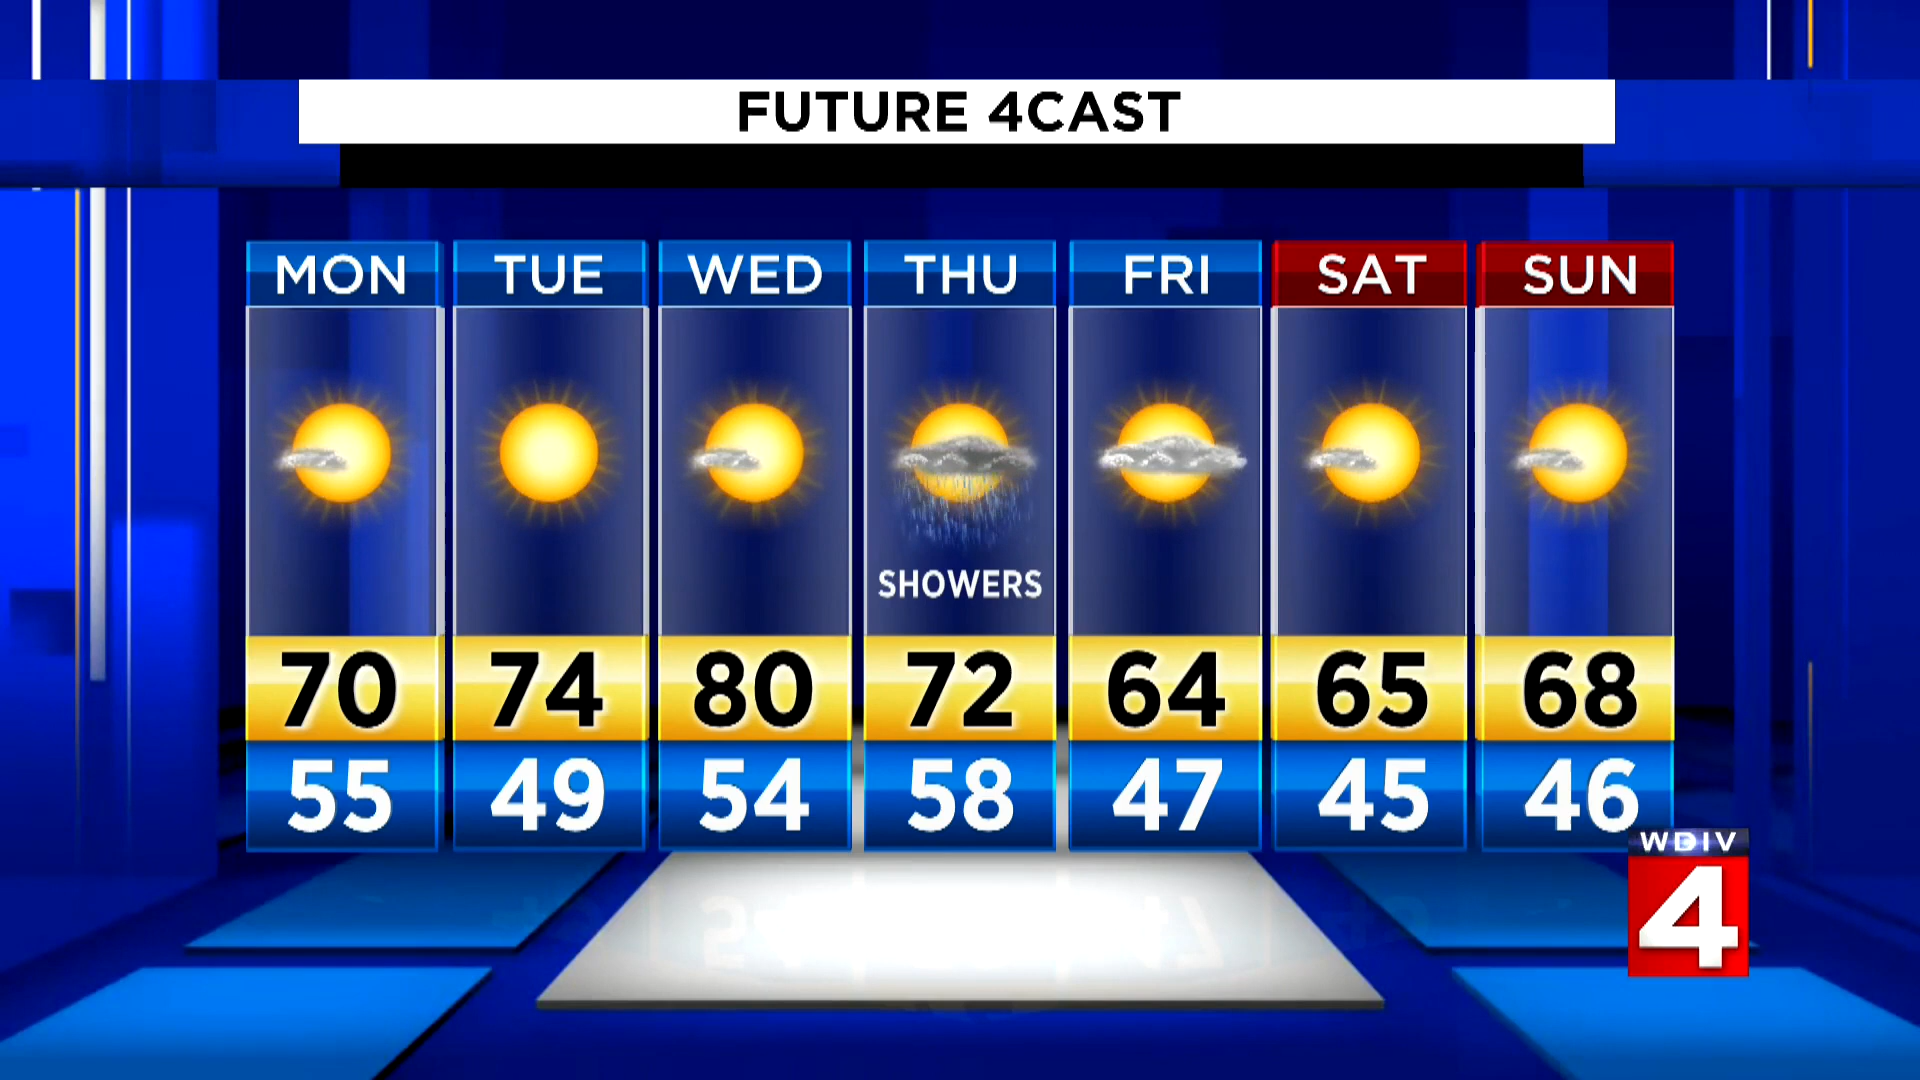 FUTURE 4CAST
MON TUE WED THU FRI SAT SUN
SHOWERS
70 74 80 72 64 65 68
55 49 54 58 47 45 46
WDIV
4